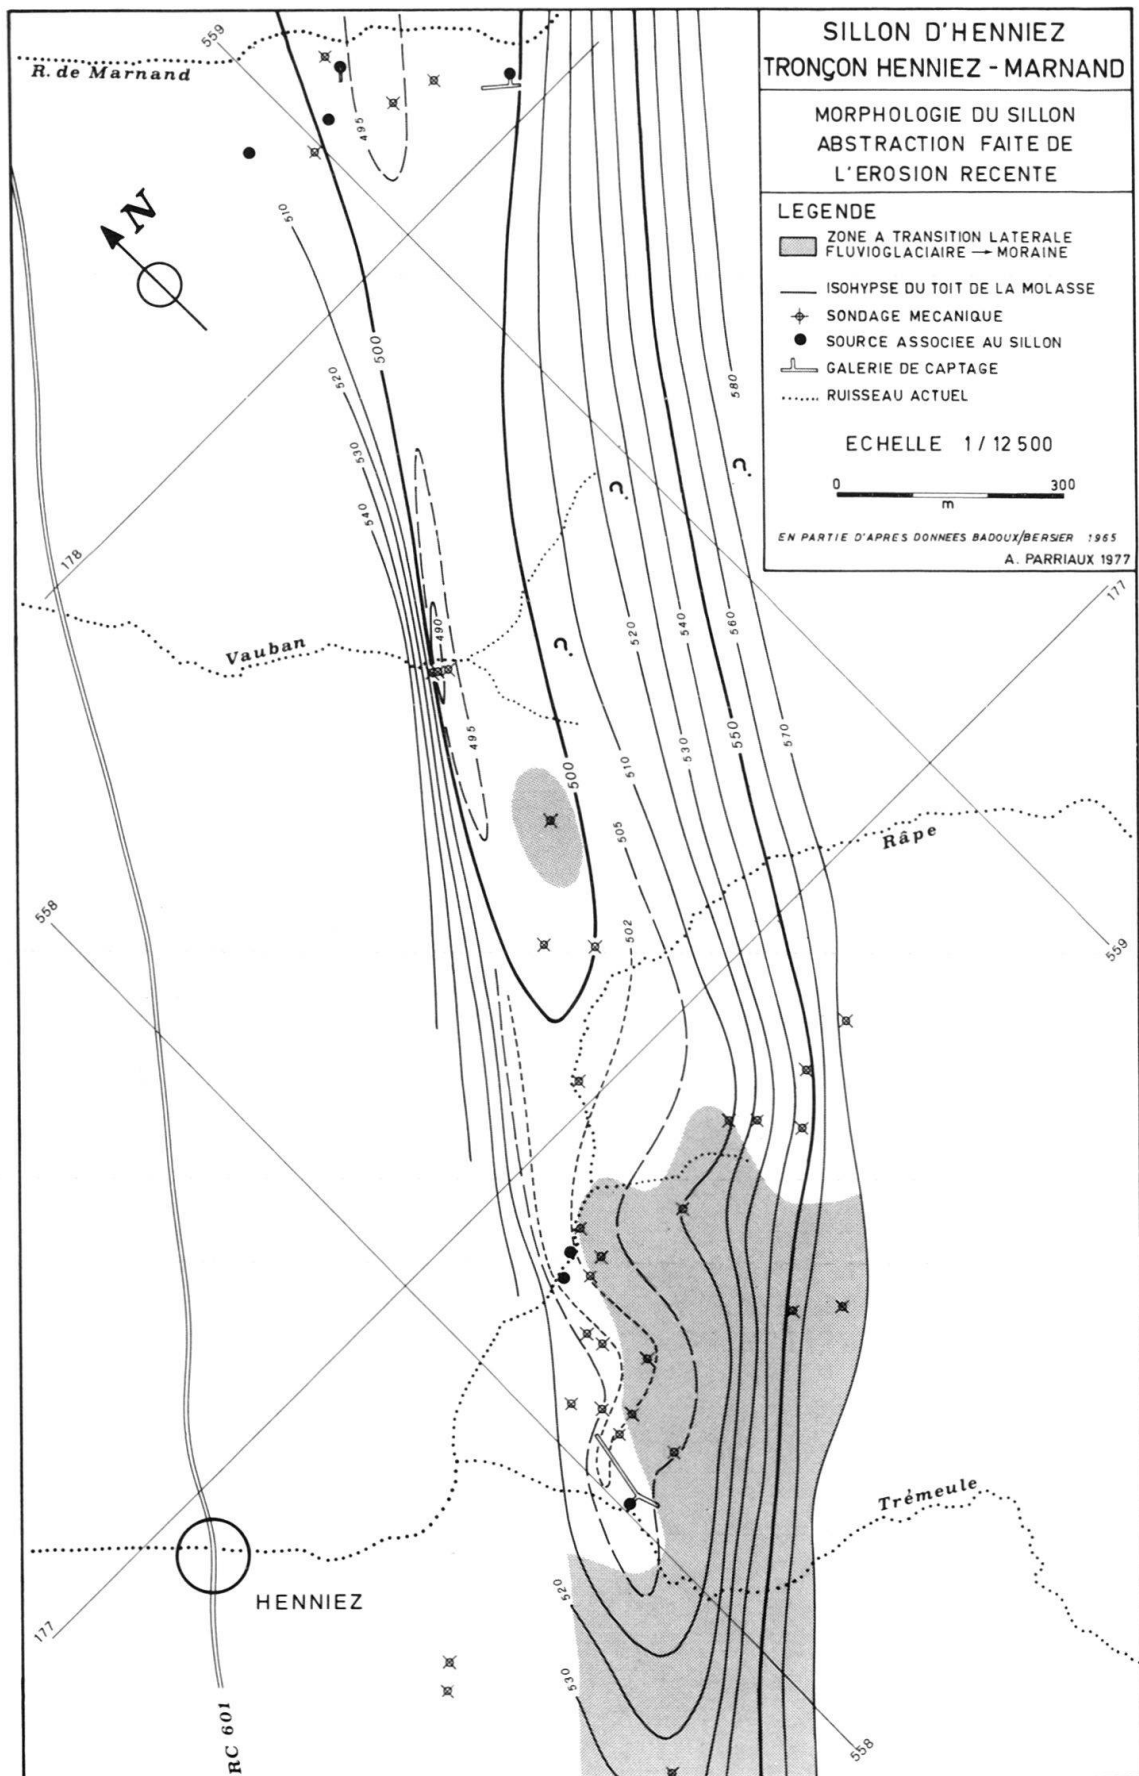 SILLON D'HENNIEZ
TRONÇON HENNIEZ - MARNAND
MORPHOLOGIE DU SILLON
ABSTRACTION FAITE DE
L'EROSION RECENTE
LEGENDE
ZONE A TRANSITION LATERALE
FLUVIOGLACIAIRE → MORAINE
ISOHYPSE DU TOIT DE LA MOLASSE
SONDAGE MECANIQUE
SOURCE ASSOCIEE AU SILLON
GALERIE DE CAPTAGE
RUISSEAU ACTUEL
ECHELLE 1 / 12 500
0 300
m
EN PARTIE D'APRES DONNEES BADOUX/BERSIER 1965
A. PARRIAUX 1977
559
R. de Marnand
495
N
510
500
520
530
540
580
178
177
490
Vauban
495
520
540
560
500
510
530
550
570
505
Râpe
558
502
559
Trémeule
HENNIEZ
520
530
177
RC 601
558